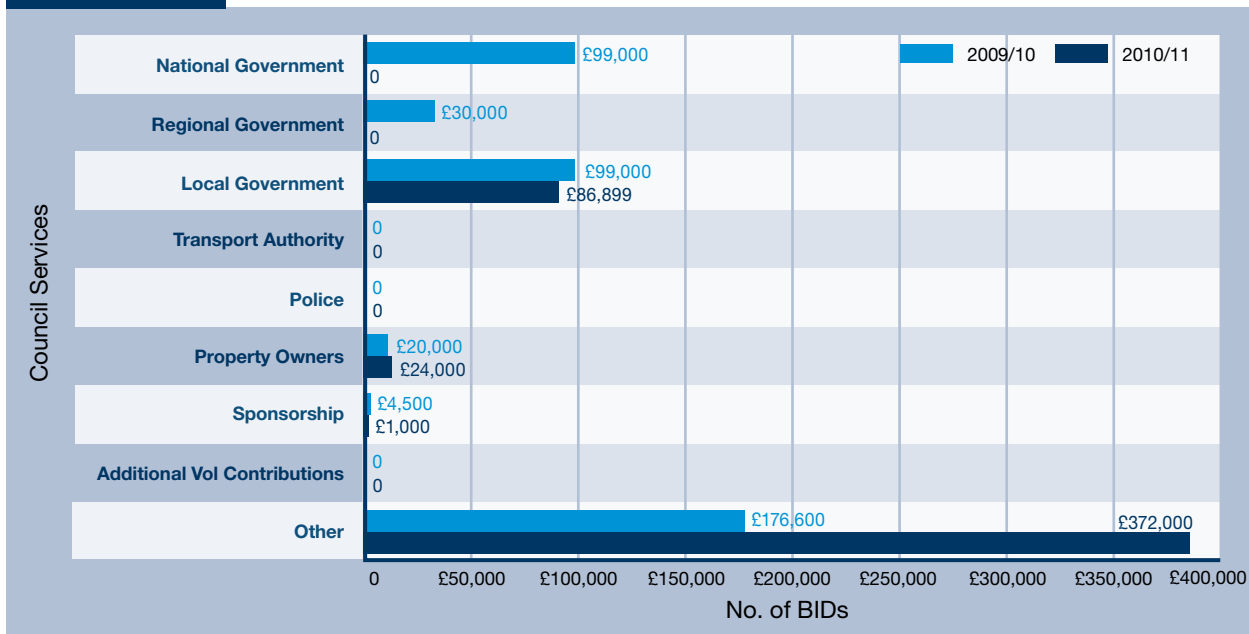 2009/10 2010/11
National Government £99,000
0
Regional Government £30,000
0
Local Government £99,000
£86,899
Transport Authority 0
0
Police 0
0
Property Owners £20,000
£24,000
Sponsorship £4,500
£1,000
Additional Vol Contributions 0
0
Other £176,600
£372,000
Council Services
0 £50,000 £100,000 £150,000 £200,000 £250,000 £300,000 £350,000 £400,000
No. of BIDs